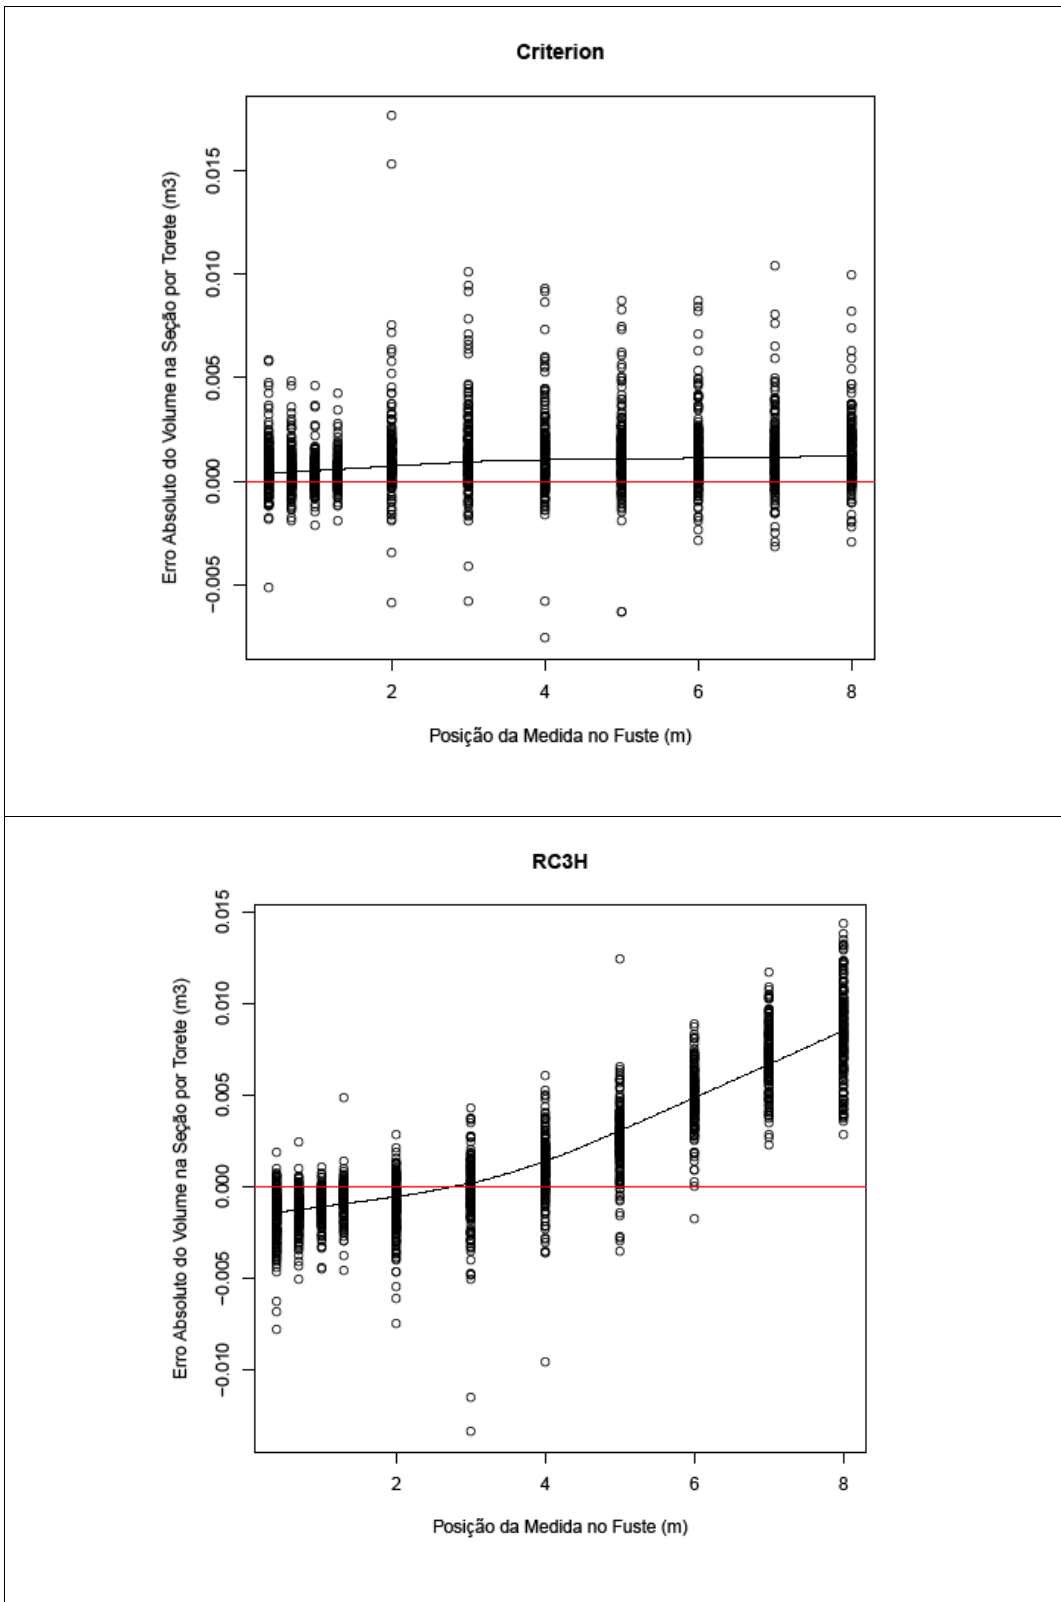 Criterion
Erro Absoluto do Volume na Seção por Torete (m3)
0.015
0.010
0.005
0.000
−0.005
2 4 6 8
Posição da Medida no Fuste (m)
RC3H
Erro Absoluto do Volume na Seção por Torete (m3)
0.015
0.010
0.005
0.000
−0.005
−0.010
2 4 6 8
Posição da Medida no Fuste (m)